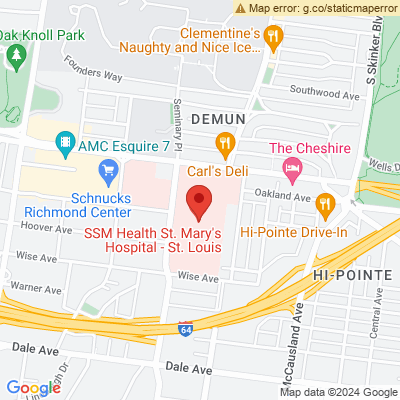 Map error: g.co/staticmaperror
Oak Knoll Park
Clementine's
Naughty and Nice Ice...
Founders Way
S Skinker Blv
Southwood Ave
Seminary Pl
DEMUN
AMC Esquire 7
The Cheshire
Carl's Deli
Wells D
Schnucks
Richmond Center
Oakland Ave
Hoover Ave
SSM Health St. Mary's
Hospital - St. Louis
Hi-Pointe Drive-In
Wise Ave
Wise Ave
HI-POINTE
Warner Ave
64
McCausland Ave
Central Ave
Dale Ave
Dale Ave
Google
Map data ©2024 Google